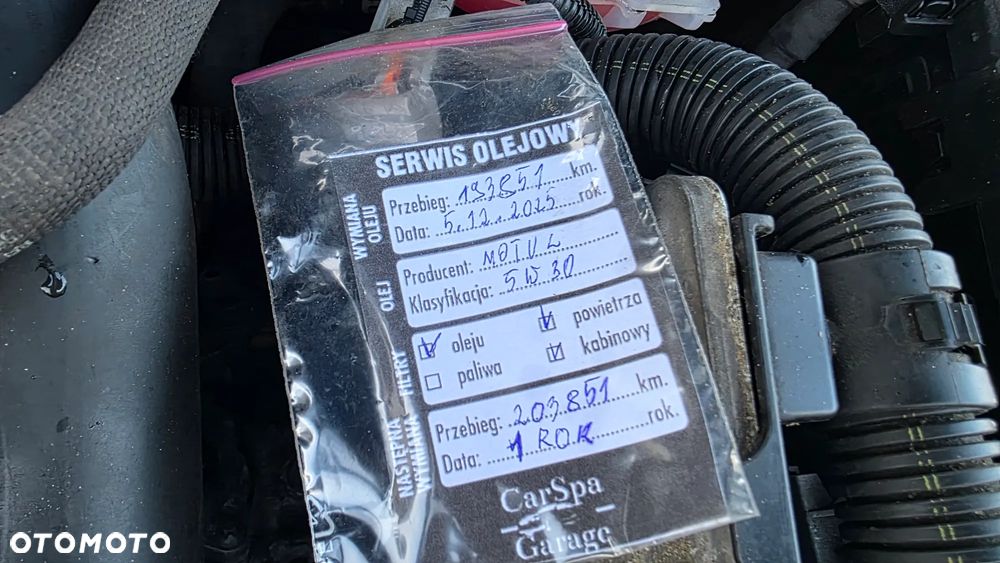 SERWIS OLEJOWY
WYMIANA OLEJU
Przebieg: 193851 km.
Data: 5.12.2025 rok.
OLEJ
Producent: MOTUL
Klasyfikacja: 5W30
FILTRY
oleju
powietrza
paliwa
kabinowy
NASTĘPNA WYMIANA
Przebieg: 203851 km.
Data: 1 ROK rok.
CarSpa
Garage
OTOMOTO